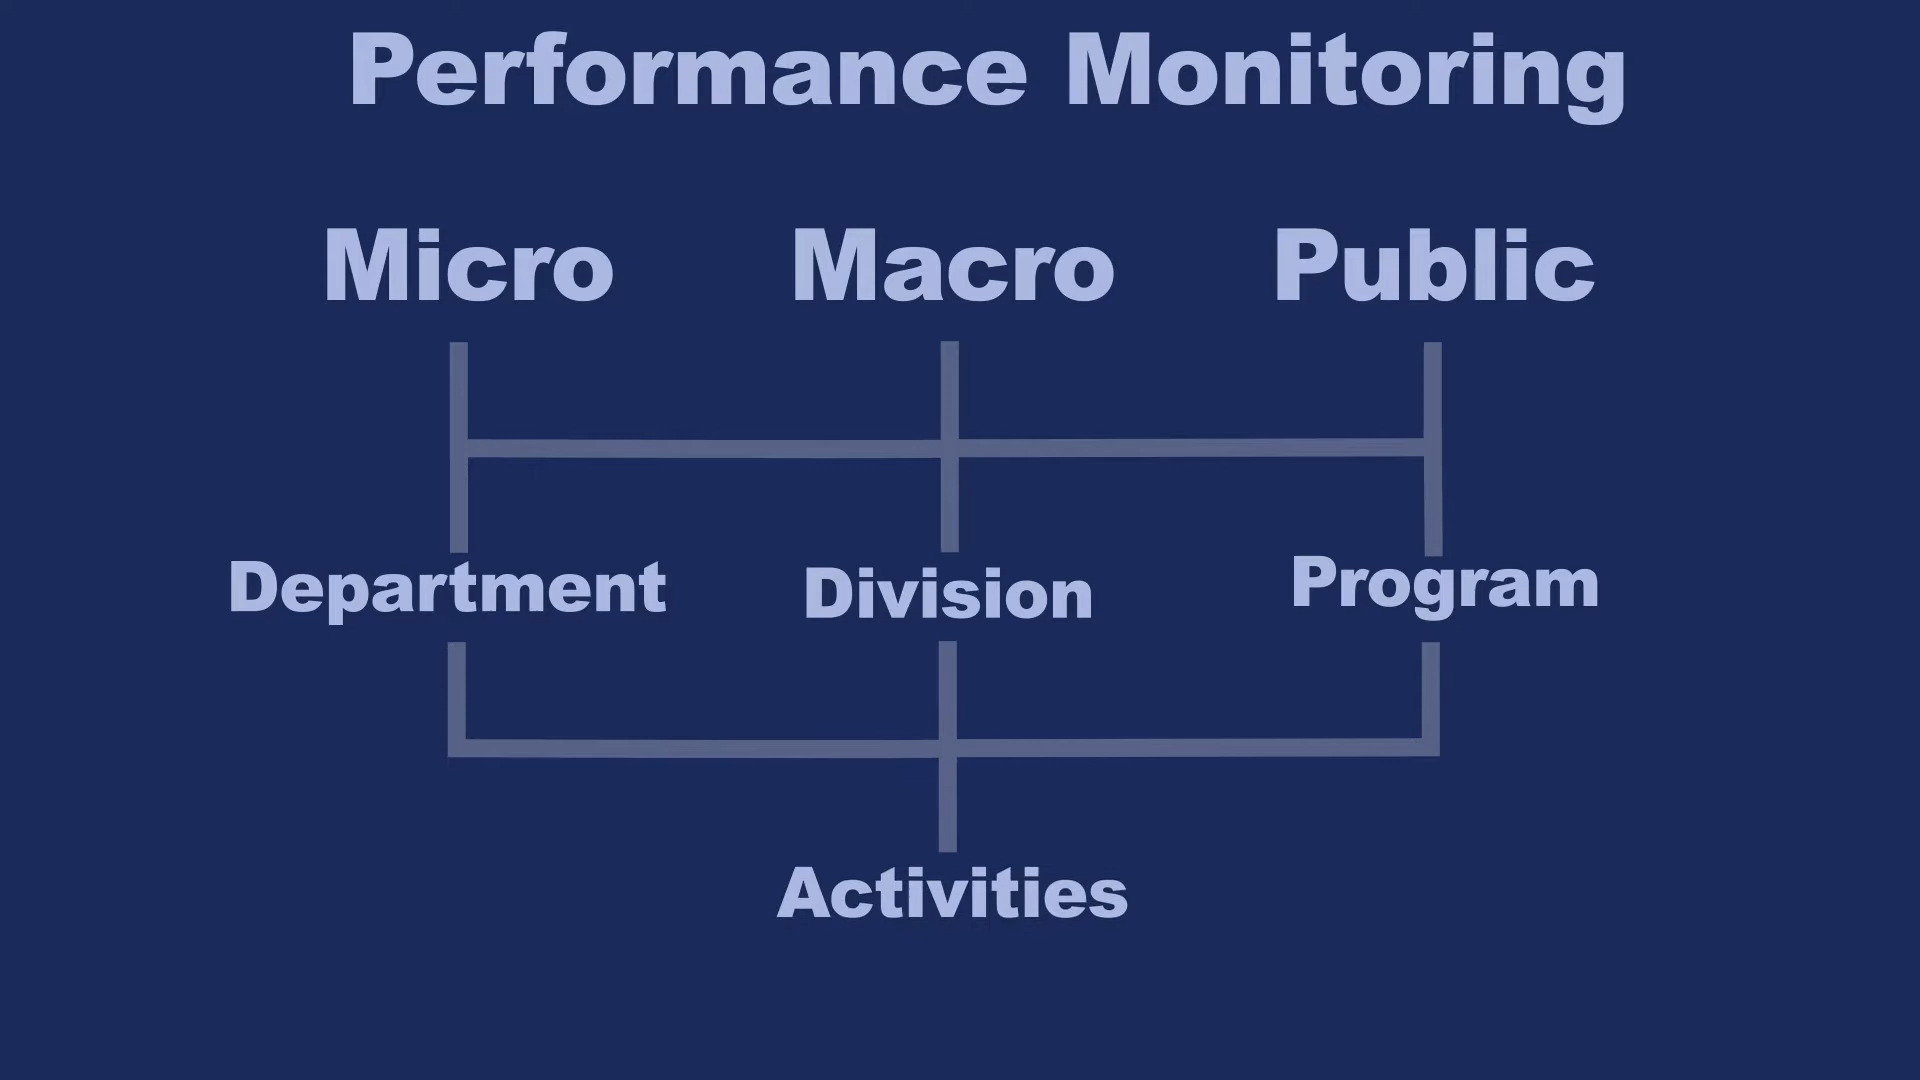 Performance Monitoring
Micro Macro Public
Department Division Program
Activities